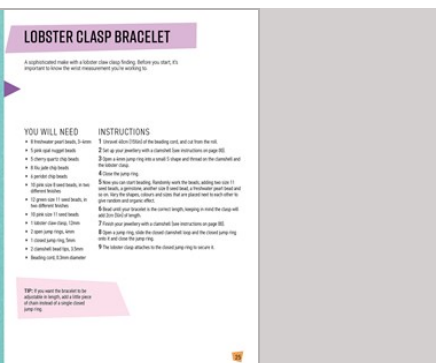 LOBSTER CLASP BRACELET
A sophisticated make with a lobster claw clasp finding. Before you start, it's
important to know the wrist measurement you're working to.
YOU WILL NEED
• 8 freshwater pearl beads, 3–4mm
• 5 pink opal nugget beads
• 5 cherry quartz chip beads
• 8 lilu jade chip beads
• 4 peridot chip beads
• 10 pink size 8 seed beads, in two
different finishes
• 12 green size 11 seed beads, in
two different finishes
• 10 pink size 11 seed beads
• 1 lobster claw clasp, 12mm
• 2 open jump rings, 4mm
• 1 closed jump ring, 5mm
• 2 clamshell bead tips, 3.5mm
• Beading cord, 0.3mm diameter
INSTRUCTIONS
1 Unravel 40cm (100in) of the beading cord, and cut from the roll.
2 Set up your jewellery with a clamshell (see instructions on page 80).
3 Open a 4mm jump ring into a small S shape and thread on the clamshell and
the lobster clasp.
4 Close the jump ring.
5 Now you can start beading. Randomly work the beads, adding two size 11
seed beads, a gemstone, another size 8 seed bead, a freshwater pearl bead and
so on. Vary the shapes, colours and sizes that are placed next to each other to
give random and organic effect.
6 Bead until your bracelet is the correct length, keeping in mind the clasp will
add 2cm (¾in) of length.
7 Finish your jewellery with a clamshell (see instructions on page 80).
8 Open a jump ring, slide the closed clamshell loop and the closed jump ring
onto it and close the jump ring.
9 The lobster clasp attaches to the closed jump ring to secure it.
TIP: If you want the bracelet to be
adjustable in length, add a little piece
of chain instead of a single closed
jump ring.
25